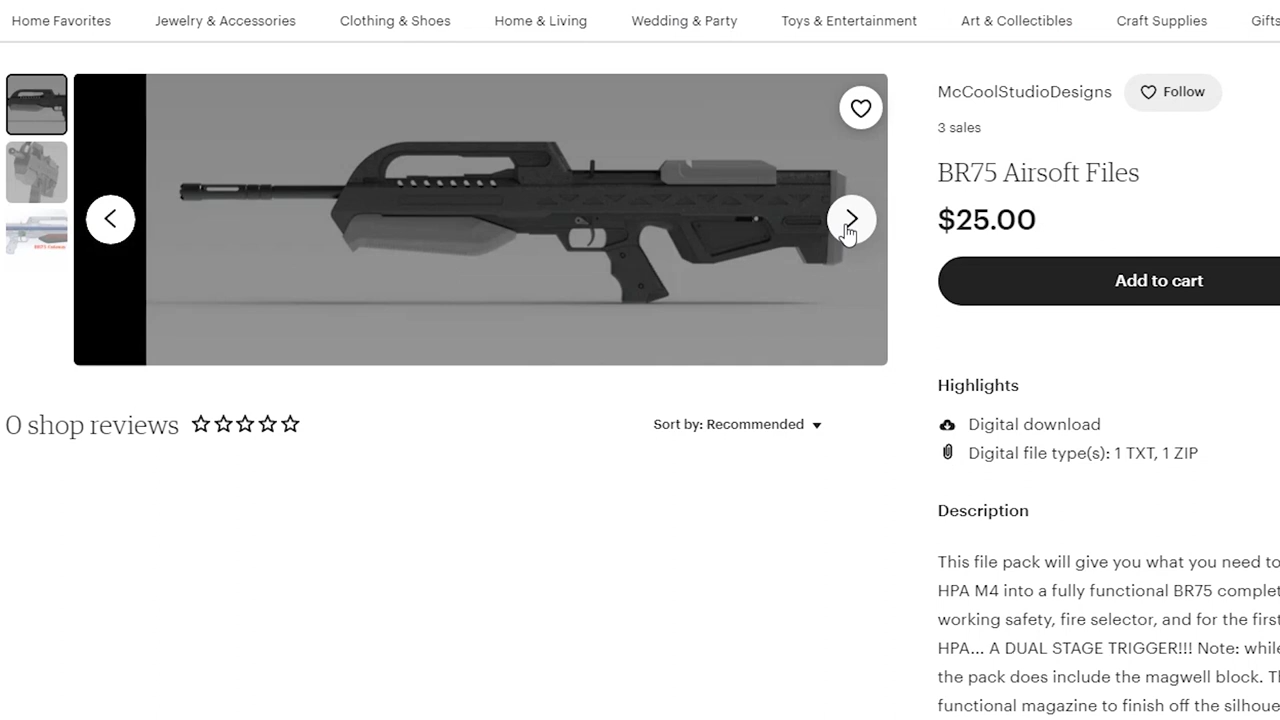 Home Favorites Jewelry & Accessories Clothing & Shoes Home & Living Wedding & Party Toys & Entertainment Art & Collectibles Craft Supplies Gifts
McCoolStudioDesigns Follow
3 sales
BR75 Airsoft Files
$25.00
Add to cart
0 shop reviews Sort by: Recommended
Highlights
Digital download
Digital file type(s): 1 TXT, 1 ZIP
Description
This file pack will give you what you need to
HPA M4 into a fully functional BR75 complet
working safety, fire selector, and for the first
HPA... A DUAL STAGE TRIGGER!!! Note: while
the pack does include the magwell block.
functional magazine to finish off the silhoue